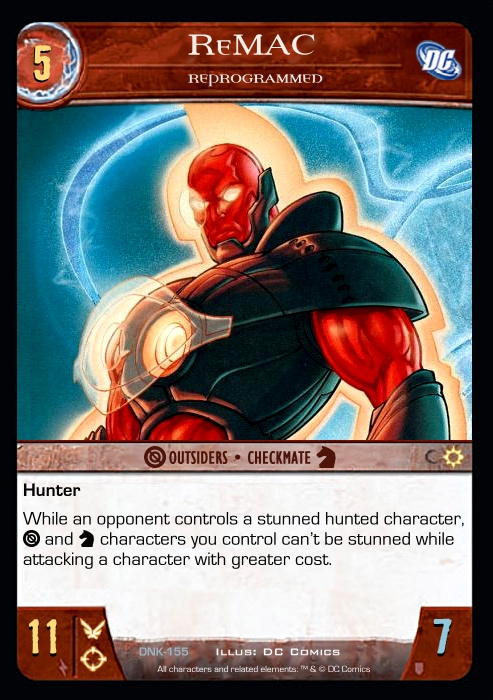 5
ReMAC
DC
REPROGRAMMED
OUTSIDERS • CHECKMATE
C
Hunter
While an opponent controls a stunned hunted character,
and characters you control can't be stunned while
attacking a character with greater cost.
11
7
DNK-155 Illus: DC Comics
All characters and related elements: ™ & © DC Comics